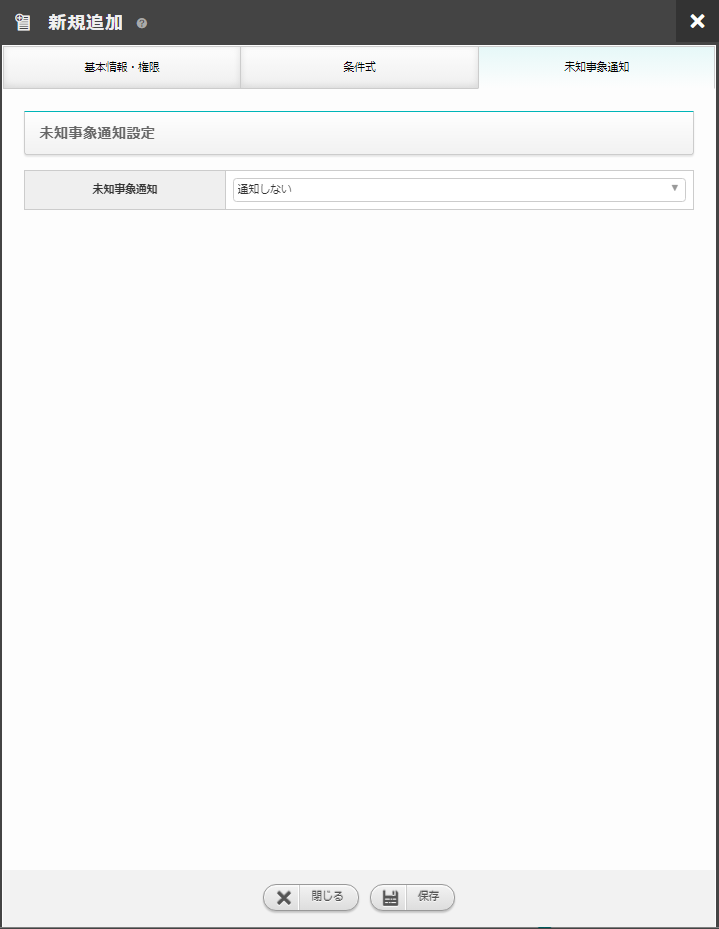 新規追加
基本情報・権限
条件式
未知事象通知
未知事象通知設定
未知事象通知
通知しない
閉じる
保存